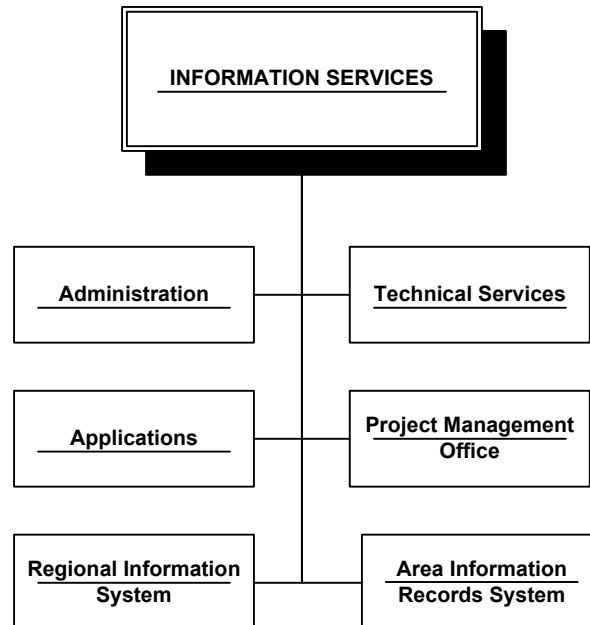 INFORMATION SERVICES
Administration
Technical Services
Applications
Project Management
Office
Regional Information
System
Area Information
Records System